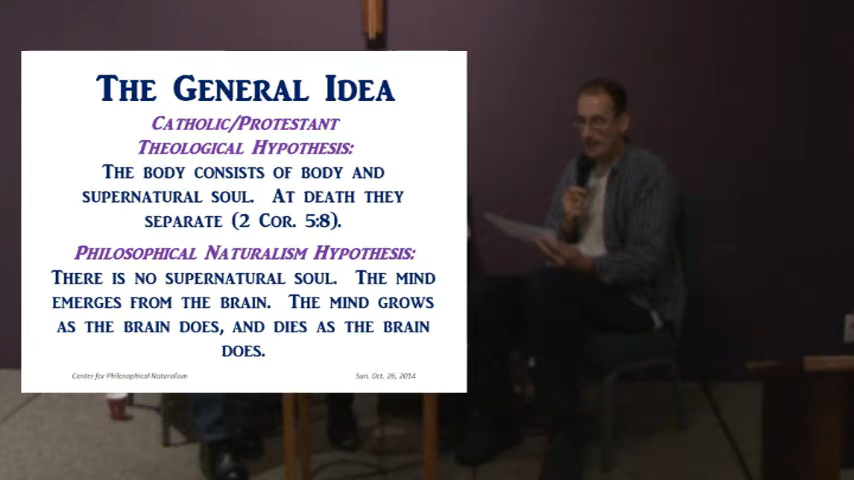 The General Idea
Catholic/Protestant
Theological Hypothesis:
The body consists of body and
supernatural soul. At death they
separate (2 Cor. 5:8).
Philosophical Naturalism Hypothesis:
There is no supernatural soul. The mind
emerges from the brain. The mind grows
as the brain does, and dies as the brain
does.
Center for Philosophical Naturalism
Sun. Oct. 26, 2014